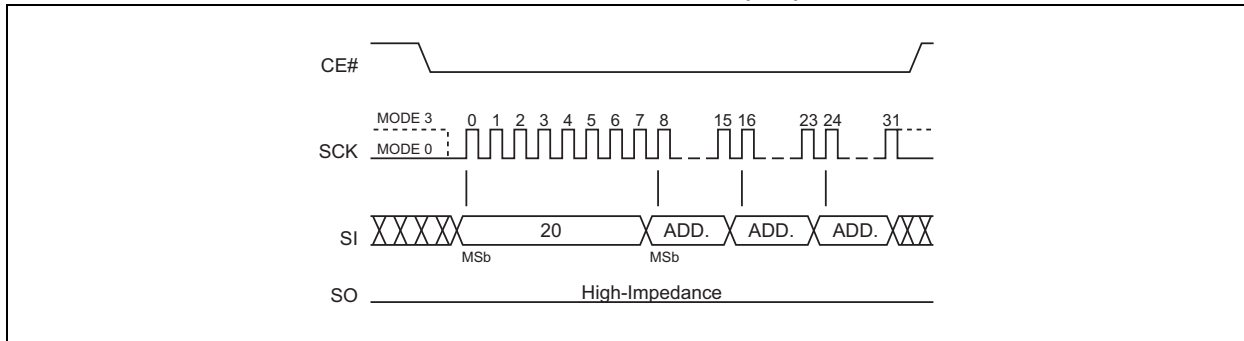 CE#
MODE 3
0 1 2 3 4 5 6 7 8 15 16 23 24 31
SCK
MODE 0
SI
20
ADD.
ADD.
ADD.
MSb
MSb
SO
High-Impedance